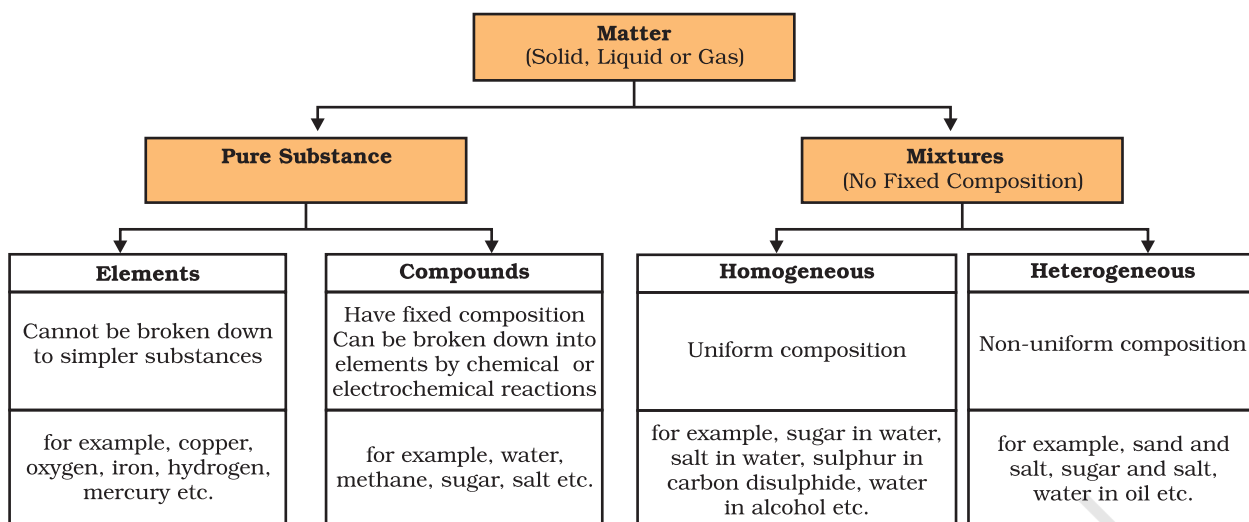 Matter
(Solid, Liquid or Gas)
Pure Substance
Mixtures
(No Fixed Composition)
Elements
Cannot be broken down
to simpler substances
for example, copper,
oxygen, iron, hydrogen,
mercury etc.
Compounds
Have fixed composition
Can be broken down into
elements by chemical or
electrochemical reactions
for example, water,
methane, sugar, salt etc.
Homogeneous
Uniform composition
for example, sugar in water,
salt in water, sulphur in
carbon disulphide, water
in alcohol etc.
Heterogeneous
Non-uniform composition
for example, sand and
salt, sugar and salt,
water in oil etc.